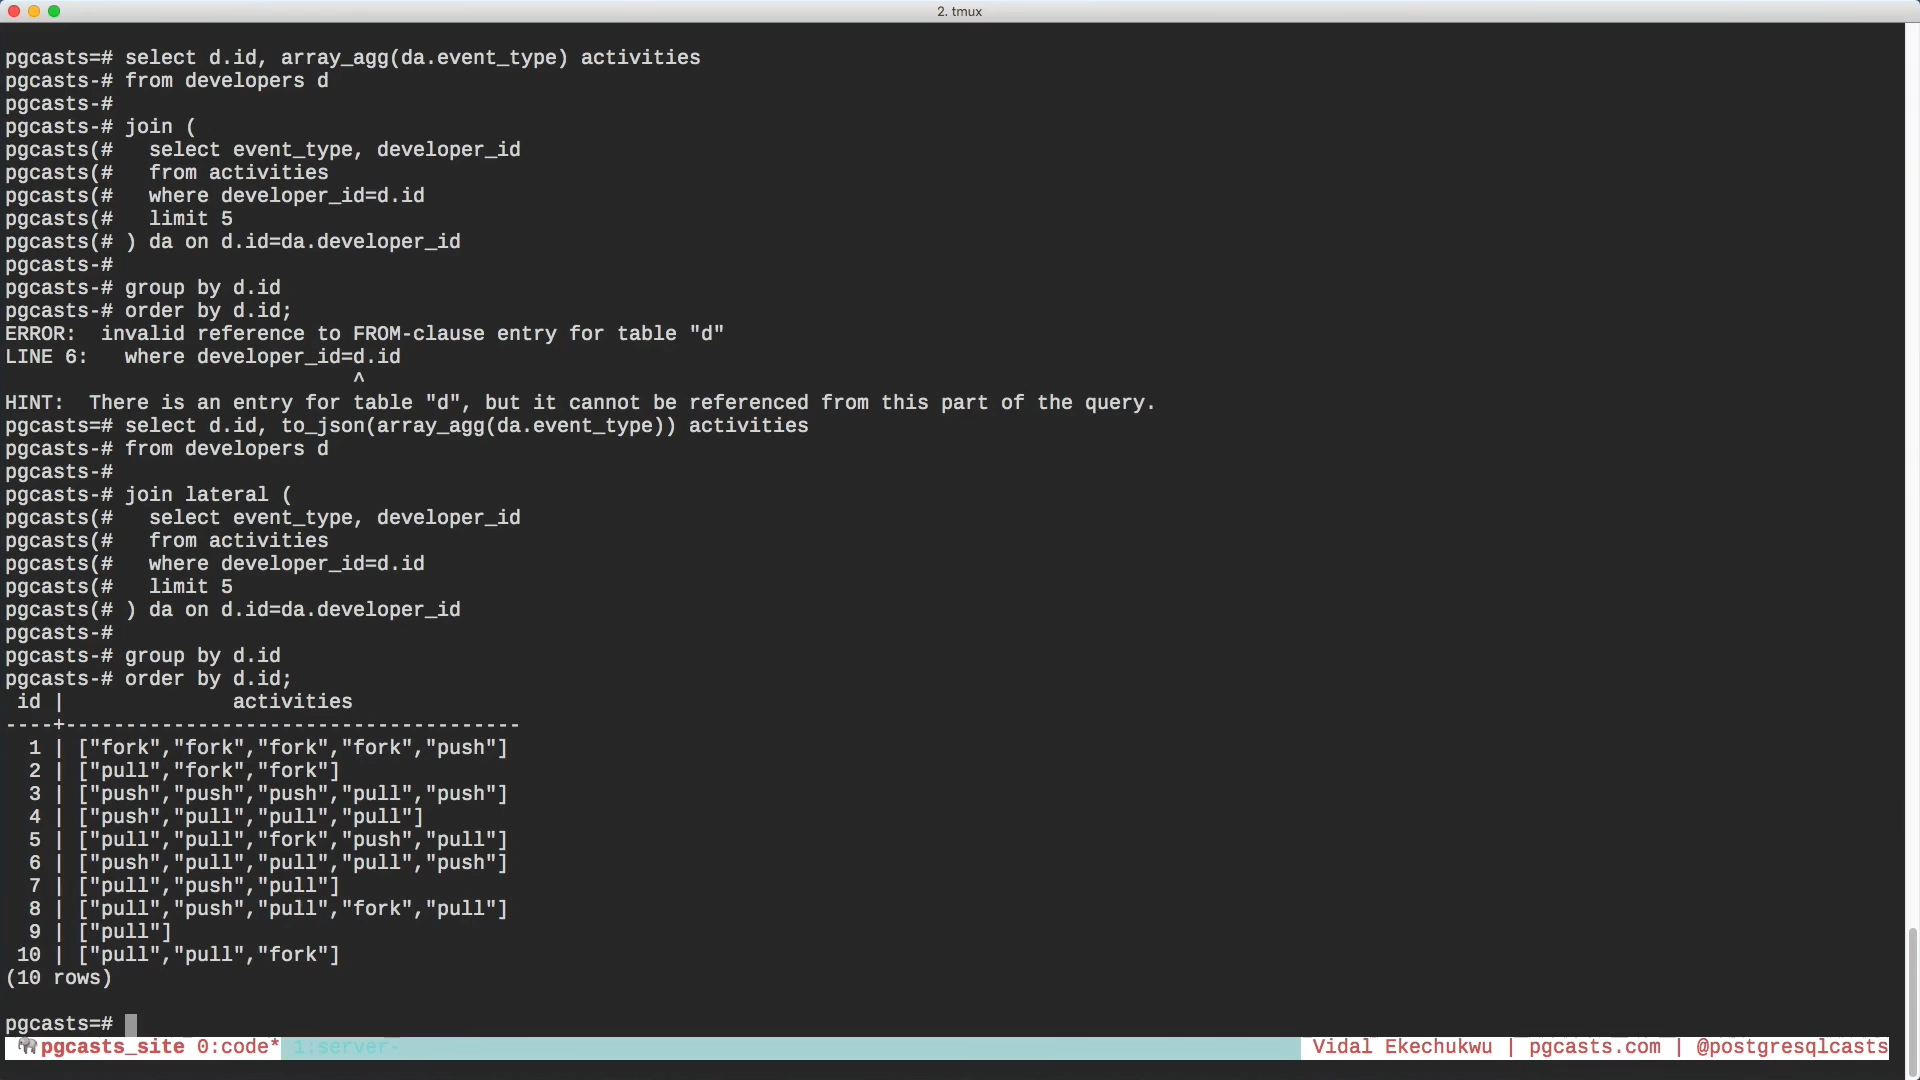 2. tmux
pgcasts=# select d.id, array_agg(da.event_type) activities
pgcasts-# from developers d
pgcasts-#
pgcasts-# join (
pgcasts(#   select event_type, developer_id
pgcasts(#   from activities
pgcasts(#   where developer_id=d.id
pgcasts(#   limit 5
pgcasts(# ) da on d.id=da.developer_id
pgcasts-#
pgcasts-# group by d.id
pgcasts-# order by d.id;
ERROR:  invalid reference to FROM-clause entry for table "d"
LINE 6:   where developer_id=d.id
                             ^
HINT:  There is an entry for table "d", but it cannot be referenced from this part of the query.
pgcasts=# select d.id, to_json(array_agg(da.event_type)) activities
pgcasts-# from developers d
pgcasts-#
pgcasts-# join lateral (
pgcasts(#   select event_type, developer_id
pgcasts(#   from activities
pgcasts(#   where developer_id=d.id
pgcasts(#   limit 5
pgcasts(# ) da on d.id=da.developer_id
pgcasts-#
pgcasts-# group by d.id
pgcasts-# order by d.id;
 id |              activities
----+--------------------------------------
  1 | ["fork","fork","fork","fork","push"]
  2 | ["pull","fork","fork"]
  3 | ["push","push","push","pull","push"]
  4 | ["push","pull","pull","pull"]
  5 | ["pull","pull","fork","push","pull"]
  6 | ["push","pull","pull","pull","push"]
  7 | ["pull","push","pull"]
  8 | ["pull","push","pull","fork","pull"]
  9 | ["pull"]
 10 | ["pull","pull","fork"]
(10 rows)
pgcasts=#
🐘pgcasts_site 0:code* 1:server- Vidal Ekechukwu | pgcasts.com | @postgresqlcasts